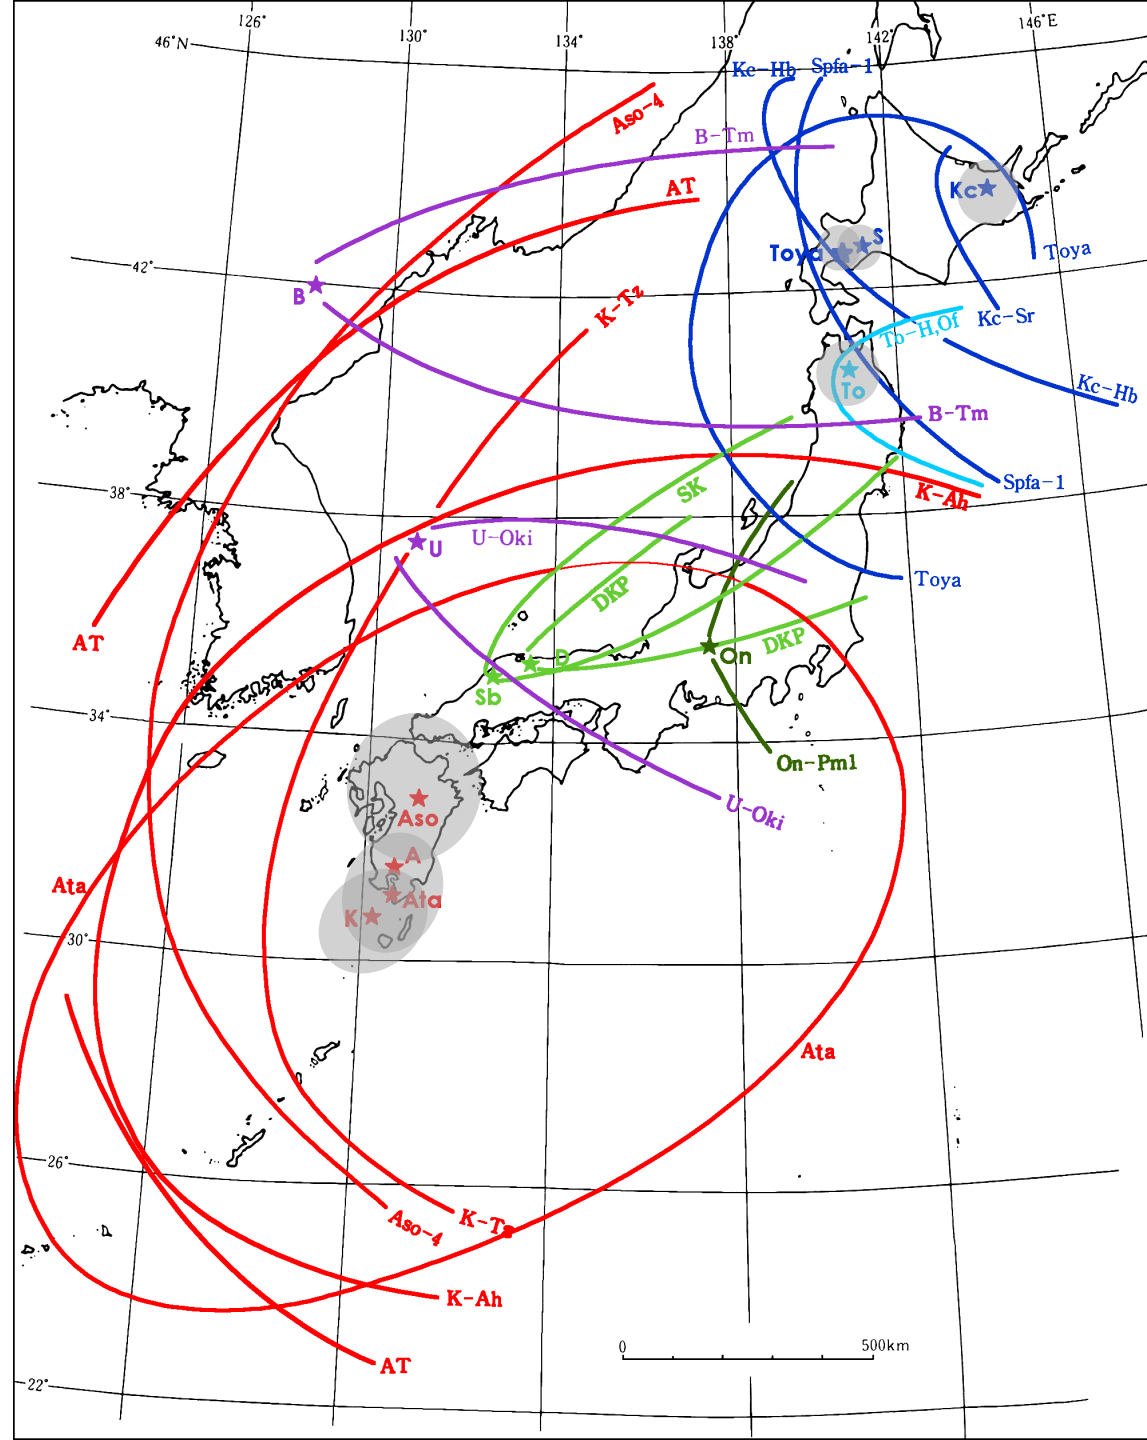 126°
130°
134°
138°
142°
146°E
46°N
Kc-Hb
Spfa-1
Aso-4
B-Tm
AT
Kc
S
Toya
Toya
42°
B
K-Tz
Kc-Sr
To-H,Of
To
Kc-Hb
B-Tm
38°
SK
Spfa-1
K-Ah
U
U-Oki
Toya
DKP
AT
DKP
On
D
Sb
34°
On-Pm1
U-Oki
Aso
A
Ata
Ata
K
30°
Ata
26°
Aso-4
K-Tz
K-Ah
0
500km
AT
22°